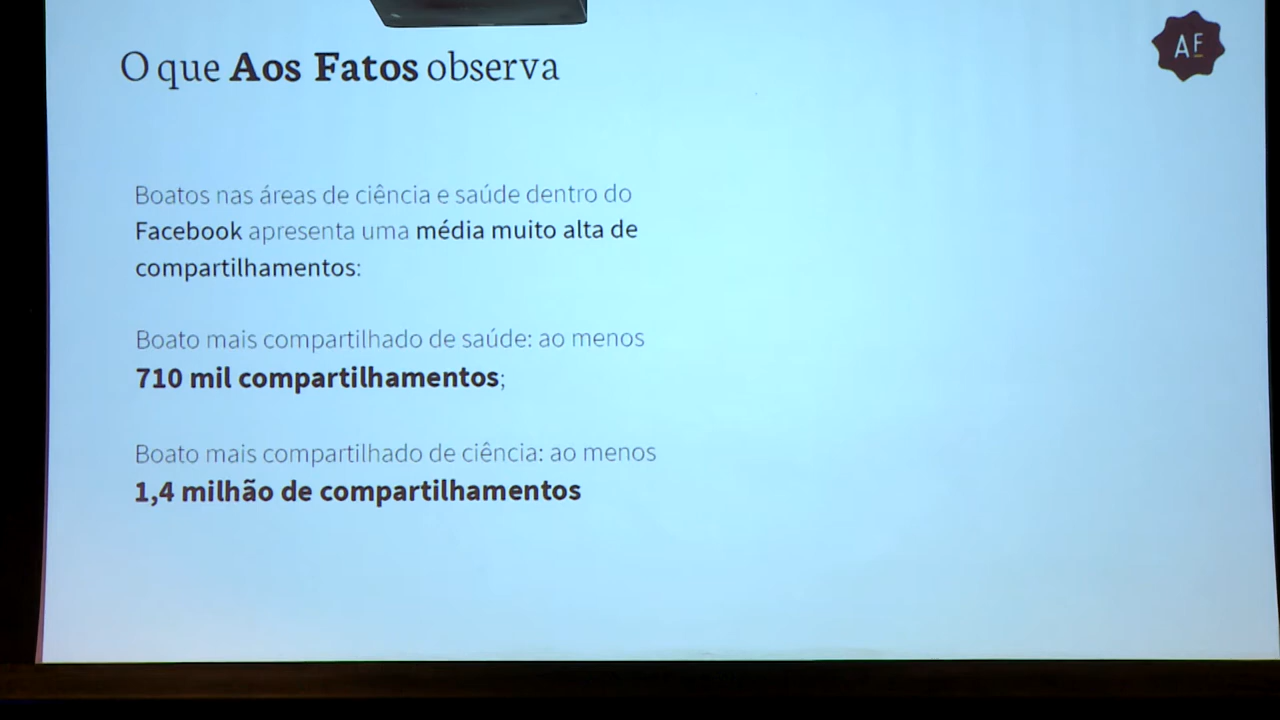 O que Aos Fatos observa
AF
Boatos nas áreas de ciência e saúde dentro do
Facebook apresenta uma média muito alta de
compartilhamentos:
Boato mais compartilhado de saúde: ao menos
710 mil compartilhamentos;
Boato mais compartilhado de ciência: ao menos
1,4 milhão de compartilhamentos